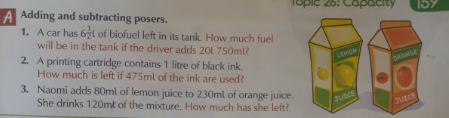 Topic 26: Capacity 159
A Adding and subtracting posers.
1. A car has 6½l of biofuel left in its tank. How much fuel
will be in the tank if the driver adds 20l 750ml?
2. A printing cartridge contains 1 litre of black ink.
How much is left if 475ml of the ink are used?
3. Naomi adds 80ml of lemon juice to 230ml of orange juice.
She drinks 120ml of the mixture. How much has she left?
LEMON
JUICE
ORANGE
JUICE